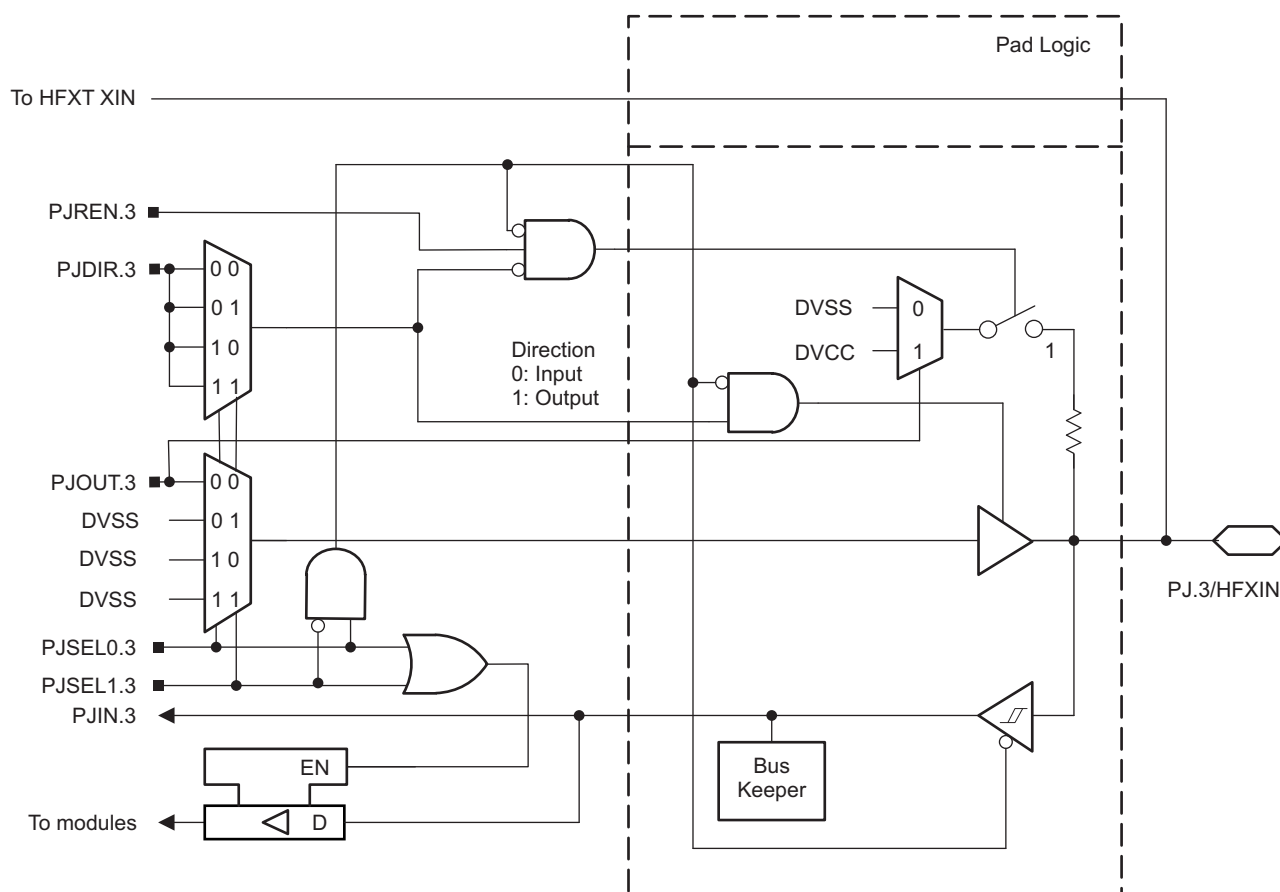 Pad Logic
To HFXT XIN
PJREN.3
PJDIR.3
0 0
0 1
1 0
1 1
Direction
0: Input
1: Output
DVSS
0
DVCC
1
1
PJOUT.3
0 0
DVSS
0 1
DVSS
1 0
DVSS
1 1
PJ.3/HFXIN
PJSEL0.3
PJSEL1.3
PJIN.3
EN
Bus
Keeper
To modules
D